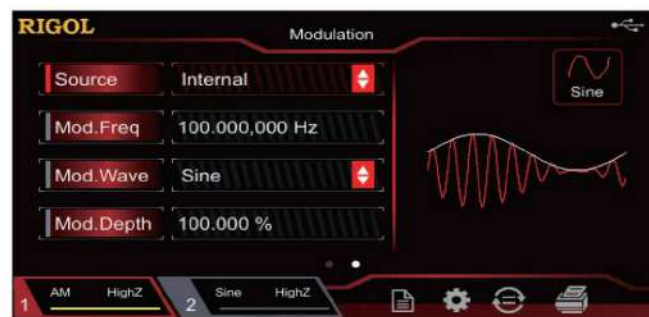 RIGOL
Modulation
Source Internal
Sine
Mod.Freq 100.000,000 Hz
Mod.Wave Sine
Mod.Depth 100.000 %
1 AM HighZ 2 Sine HighZ